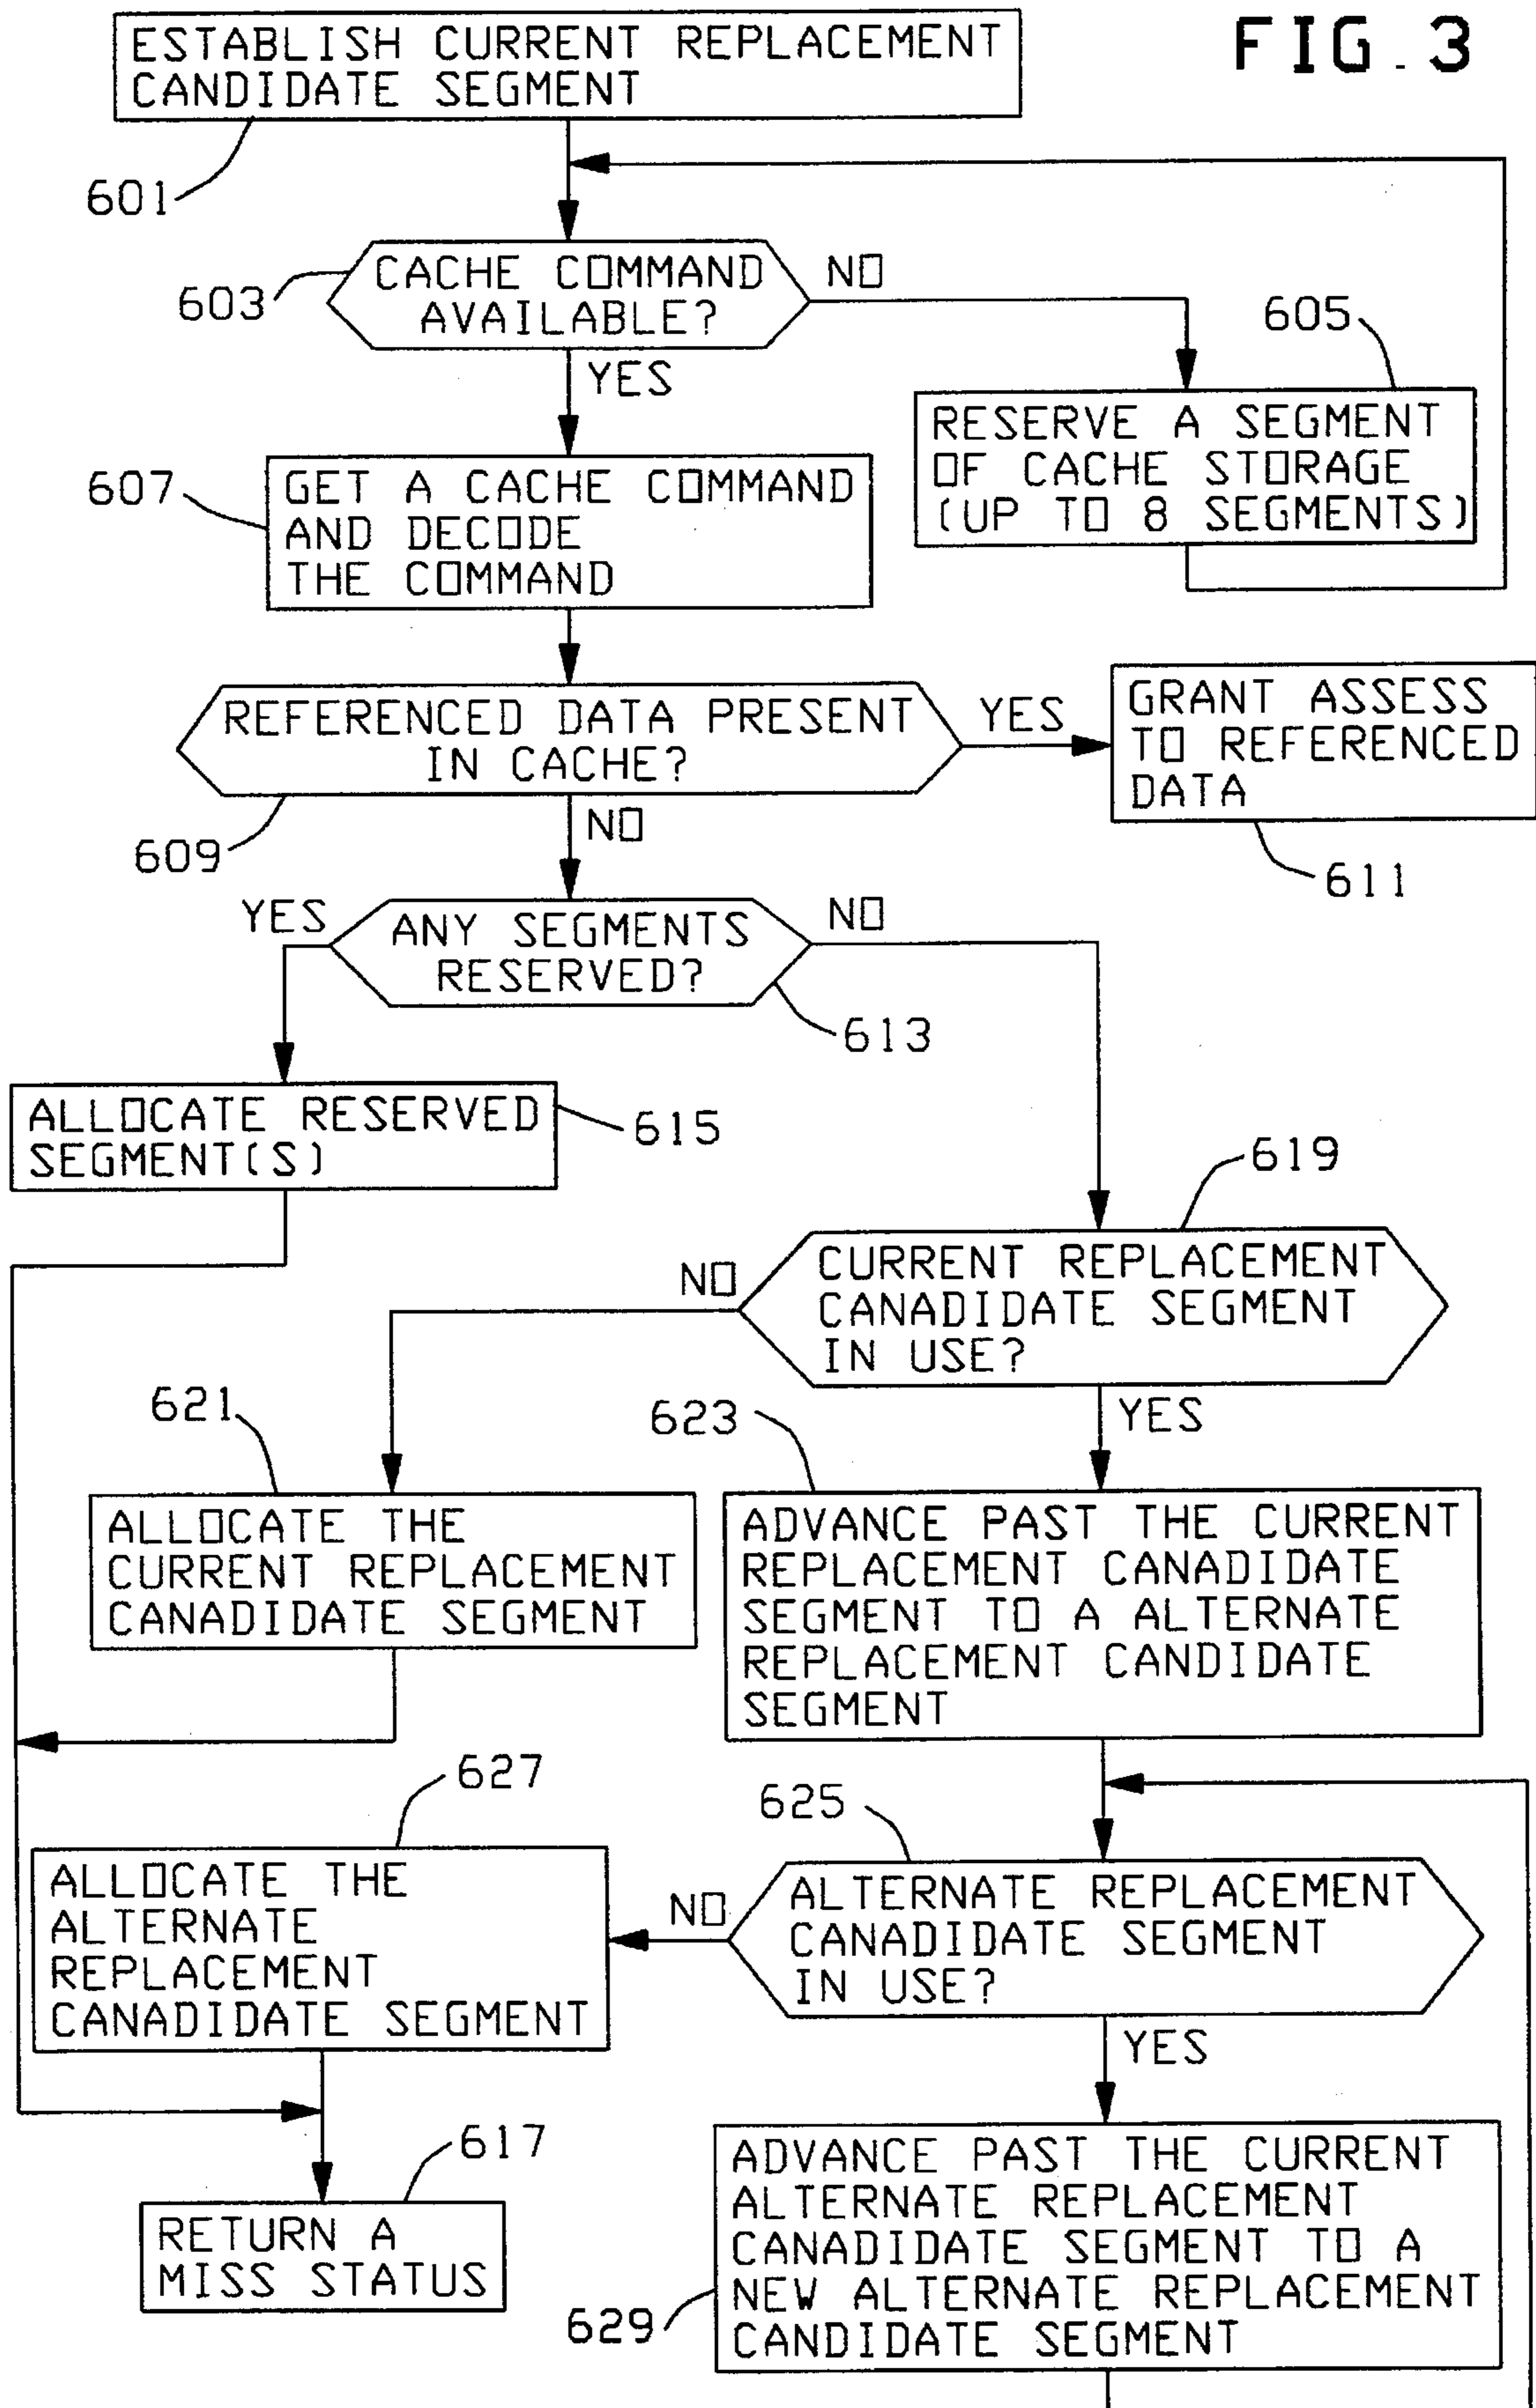 FIG. 3
ESTABLISH CURRENT REPLACEMENT
CANDIDATE SEGMENT
601
603
CACHE COMMAND
AVAILABLE?
NO
YES
605
RESERVE A SEGMENT
OF CACHE STORAGE
(UP TO 8 SEGMENTS)
607
GET A CACHE COMMAND
AND DECODE
THE COMMAND
REFERENCED DATA PRESENT
IN CACHE?
YES
NO
609
GRANT ASSESS
TO REFERENCED
DATA
611
YES
ANY SEGMENTS
RESERVED?
NO
613
ALLOCATE RESERVED
SEGMENT(S)
615
619
NO
CURRENT REPLACEMENT
CANADIDATE SEGMENT
IN USE?
YES
621
ALLOCATE THE
CURRENT REPLACEMENT
CANADIDATE SEGMENT
623
ADVANCE PAST THE CURRENT
REPLACEMENT CANADIDATE
SEGMENT TO A ALTERNATE
REPLACEMENT CANDIDATE
SEGMENT
627
ALLOCATE THE
ALTERNATE
REPLACEMENT
CANADIDATE SEGMENT
625
NO
ALTERNATE REPLACEMENT
CANADIDATE SEGMENT
IN USE?
YES
617
RETURN A
MISS STATUS
ADVANCE PAST THE CURRENT
ALTERNATE REPLACEMENT
CANADIDATE SEGMENT TO A
NEW ALTERNATE REPLACEMENT
CANDIDATE SEGMENT
629